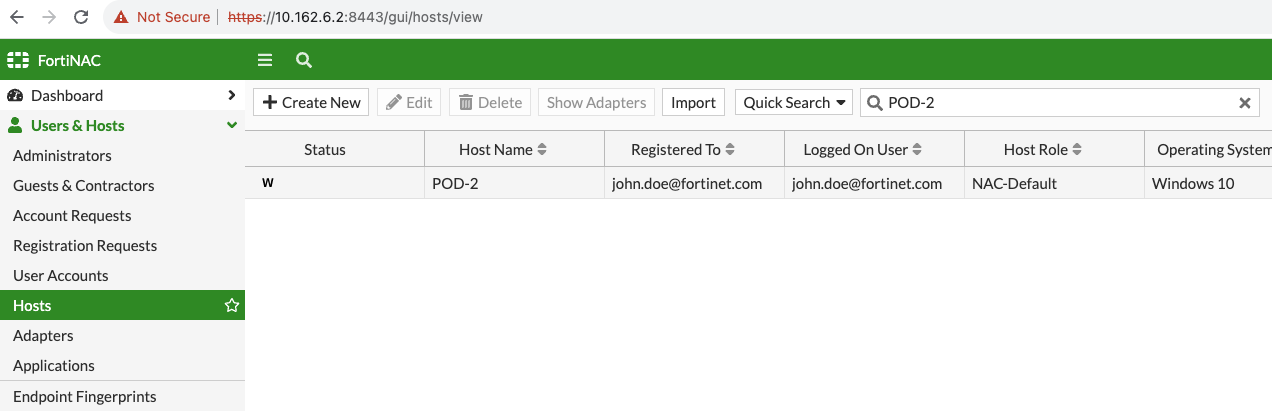 Not Secure https://10.162.6.2:8443/gui/hosts/view
FortiNAC
Dashboard
Users & Hosts
Administrators
Guests & Contractors
Account Requests
Registration Requests
User Accounts
Hosts
Adapters
Applications
Endpoint Fingerprints
Create New Edit Delete Show Adapters Import Quick Search POD-2
Status Host Name Registered To Logged On User Host Role Operating System
W POD-2 john.doe@fortinet.com john.doe@fortinet.com NAC-Default Windows 10